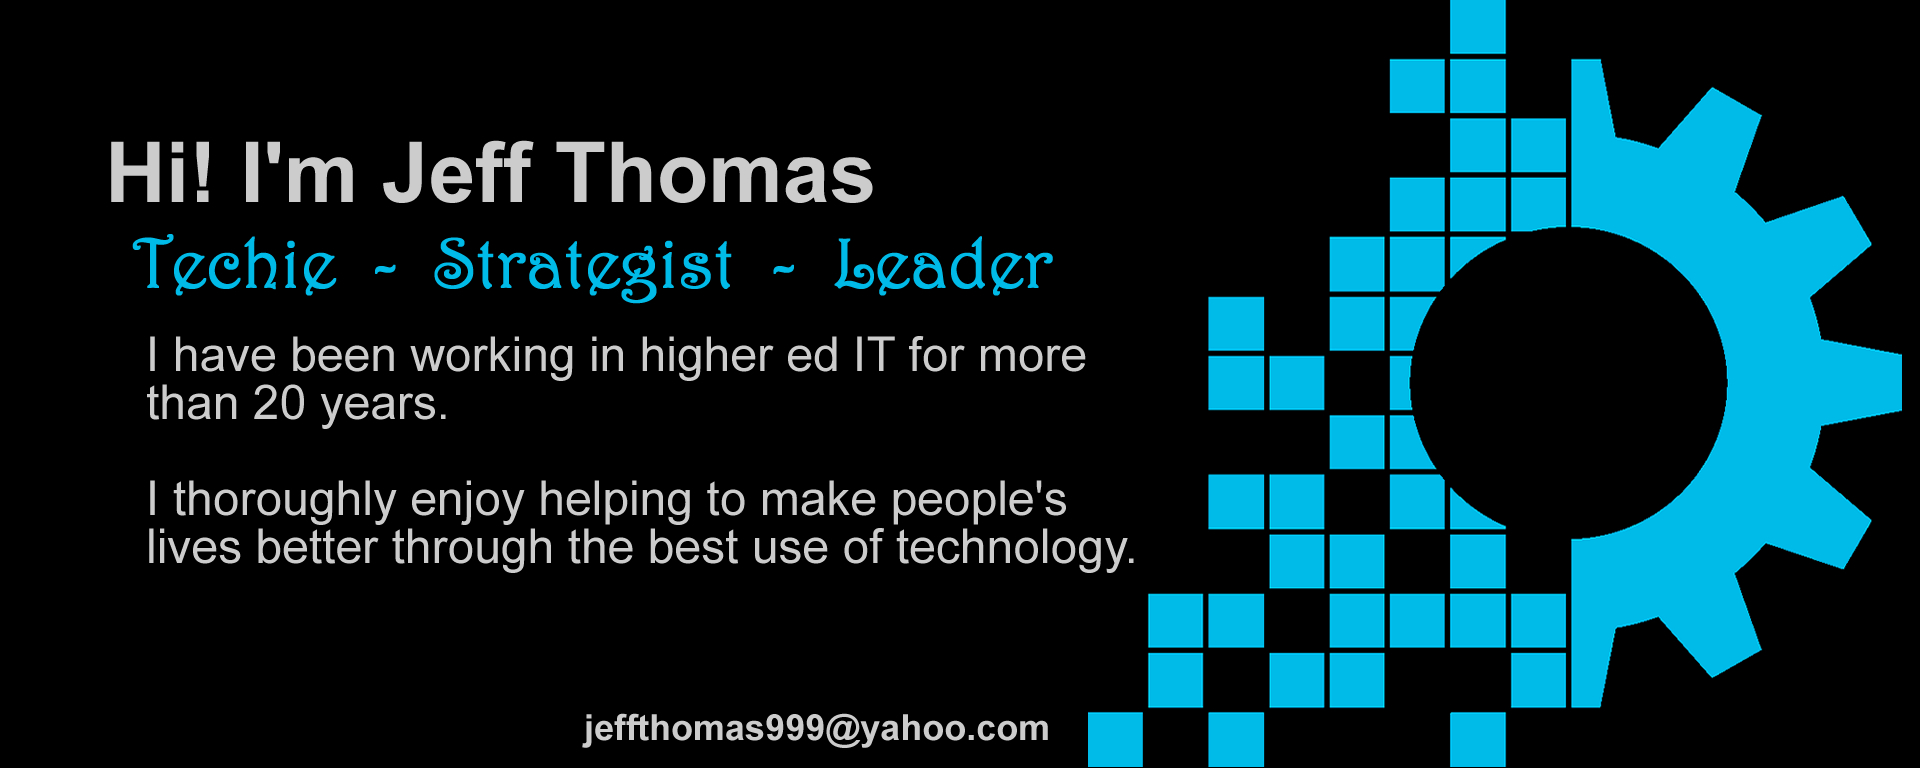 Hi! I'm Jeff Thomas
Techie ~ Strategist ~ Leader
I have been working in higher ed IT for more
than 20 years.
I thoroughly enjoy helping to make people's
lives better through the best use of technology.
jeffthomas999@yahoo.com